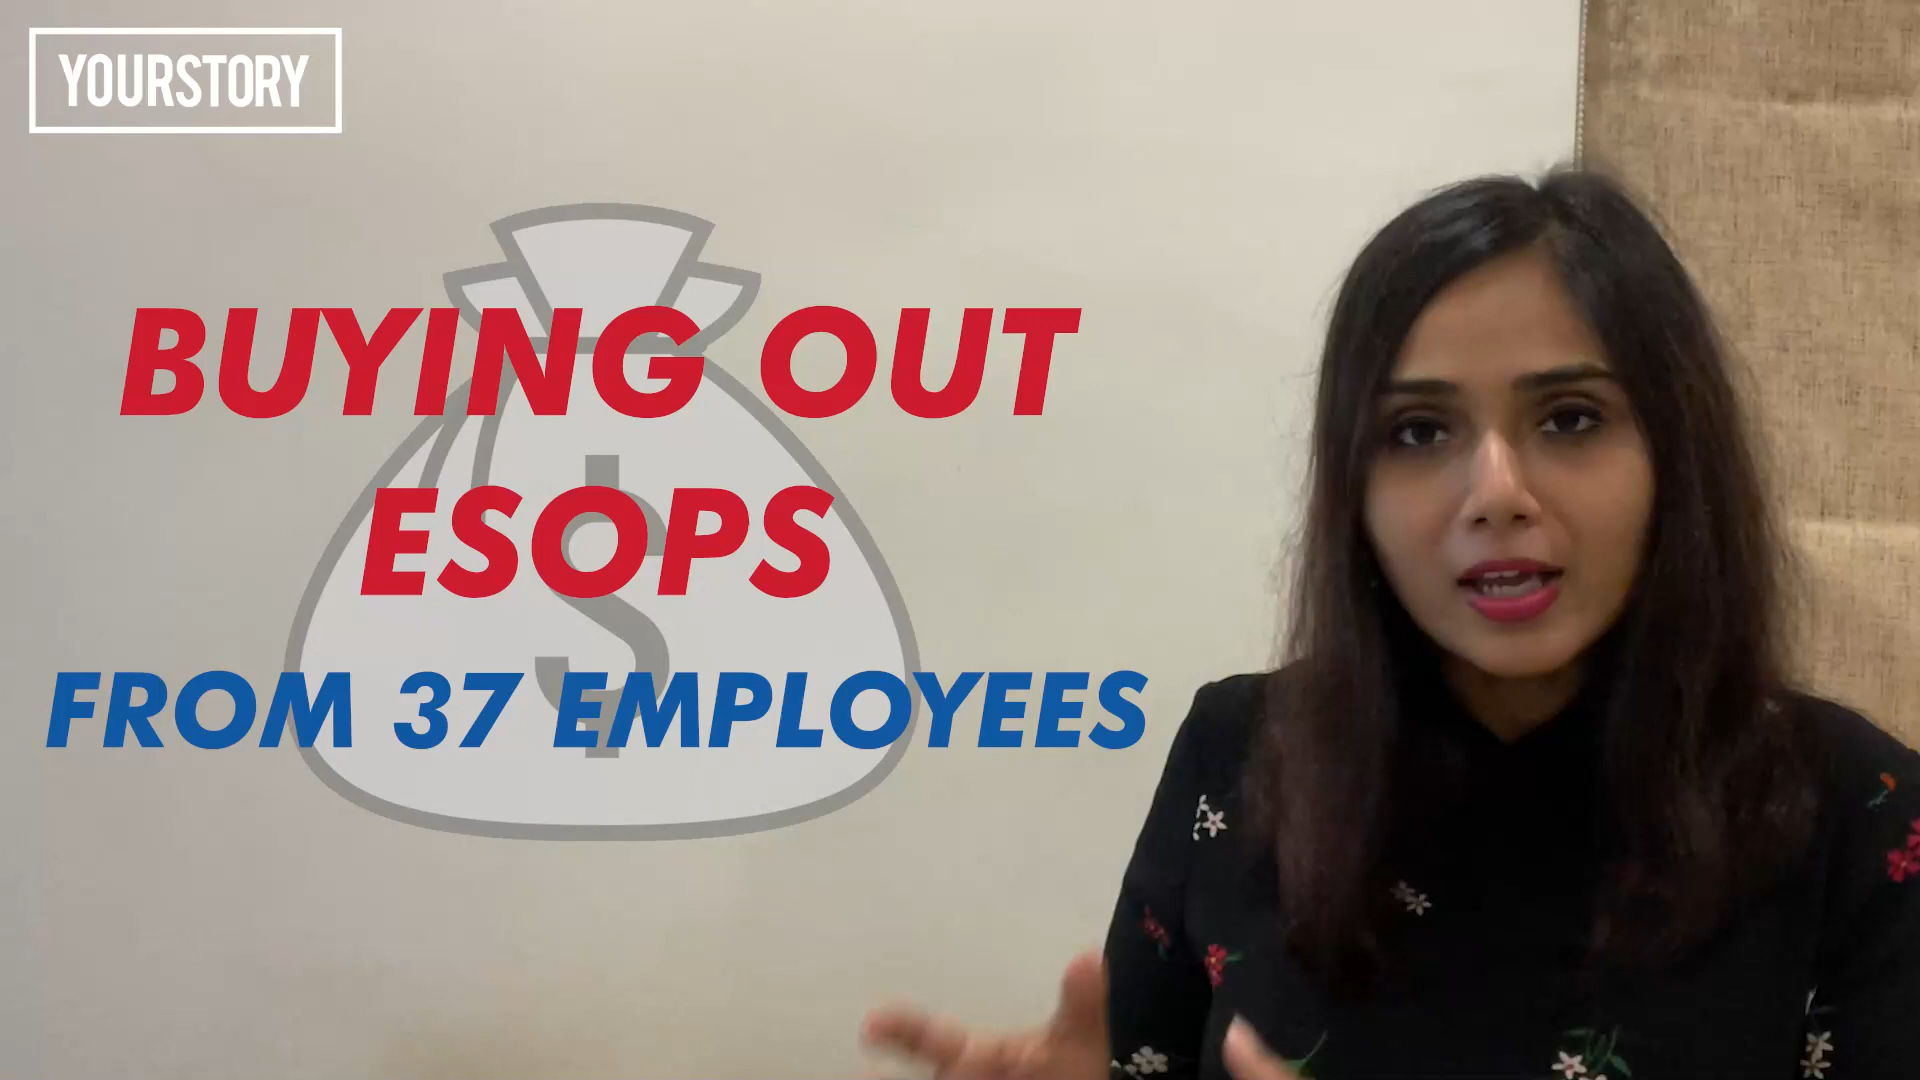 YOURSTORY
BUYING OUT
ESOPS
FROM 37 EMPLOYEES
$